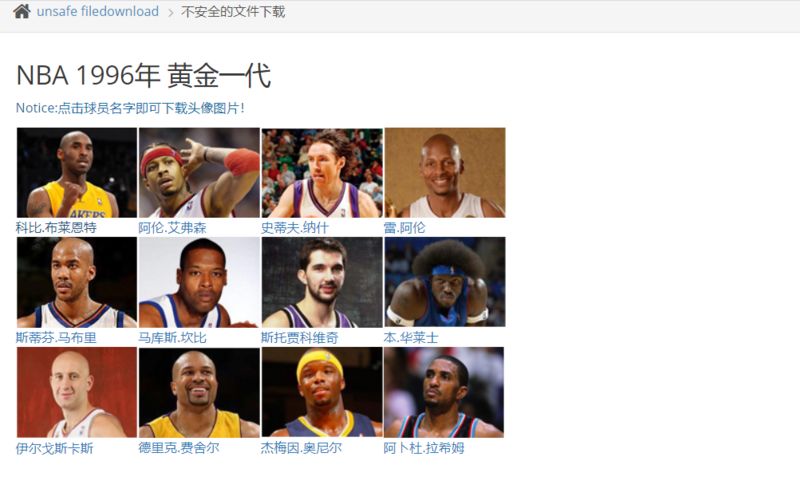 unsafe filedownload > 不安全的文件下载
NBA 1996年 黄金一代
Notice:点击球员名字即可下载头像图片!
LAKERS
科比.布莱恩特 阿伦.艾弗森 史蒂夫.纳什 雷.阿伦
斯蒂芬.马布里 马库斯.坎比 斯托贾科维奇 本.华莱士
伊尔戈斯卡斯 德里克.费舍尔 杰梅因.奥尼尔 阿卜杜.拉希姆